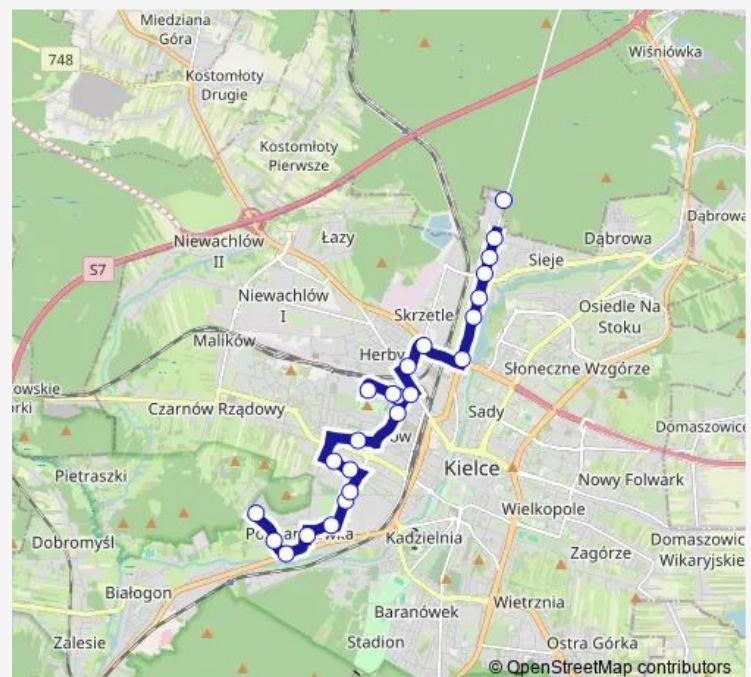 Miedziana
Góra
748
Wiśniówka
Kostomłoty
Drugie
Kostomłoty
Pierwsze
Dąbrowa
Niewachlów
II
Łazy
Dąbrowa
Sieje
S7
Niewachlów
I
Osiedle Na
Stoku
Skrzetle
Malików
Herby
Słoneczne Wzgórze
Czarnów Rządowy
Sady
Domaszowice
Kielce
Pietraszki
Nowy Folwark
Wielkopole
Dobromyśl
Kadzielnia
Domaszowic
Wikaryjskie
Zagórze
Białogon
Wietrznia
Baranówek
Zalesie
Stadion
Ostra Górka
© OpenStreetMap contributors